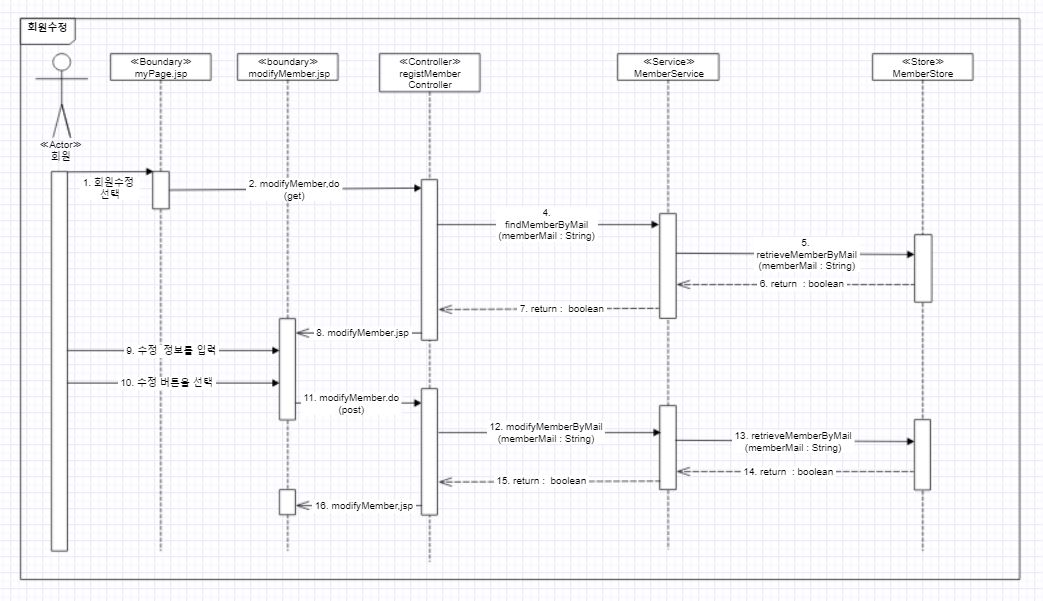 회원수정
≪Boundary≫
myPage.jsp
≪boundary≫
modifyMember.jsp
≪Controller≫
registMember
Controller
≪Service≫
MemberService
≪Store≫
MemberStore
≪Actor≫
회원
1. 회원수정
선택
2. modifyMember.do
(get)
4.
findMemberByMail
(memberMail : String)
5.
retrieveMemberByMail
(memberMail : String)
6. return : boolean
7. return : boolean
8. modifyMember.jsp
9. 수정 정보를 입력
10. 수정 버튼을 선택
11. modifyMember.do
(post)
12. modifyMemberByMail
(memberMail : String)
13. retrieveMemberByMail
(memberMail : String)
14. return : boolean
15. return : boolean
16. modifyMember.jsp